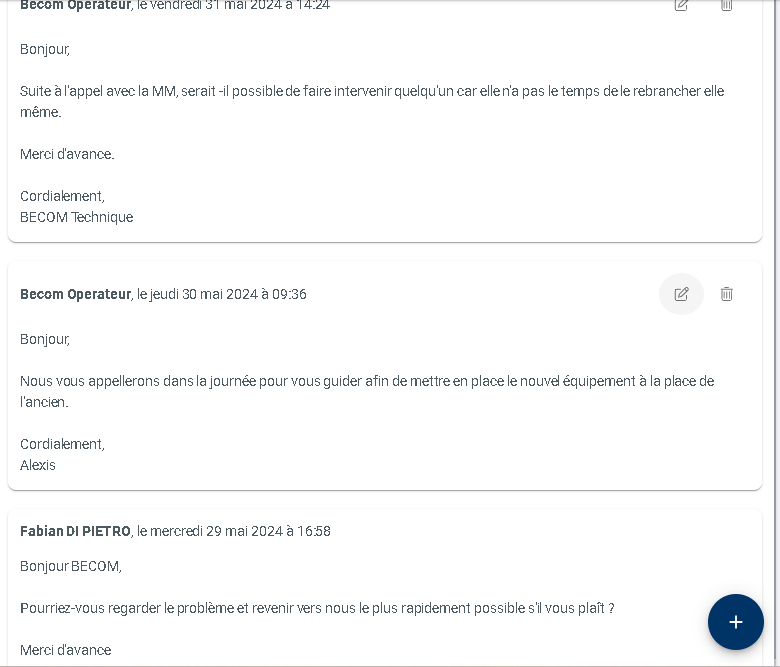 Becom Operateur, le vendredi 31 mai 2024 à 14:24
Bonjour,
Suite à l'appel avec la MM, serait -il possible de faire intervenir quelqu'un car elle n'a pas le temps de le rebrancher elle
même.
Merci d'avance.
Cordialement,
BECOM Technique
Becom Operateur, le jeudi 30 mai 2024 à 09:36
Bonjour,
Nous vous appellerons dans la journée pour vous guider afin de mettre en place le nouvel équipement à la place de
l'ancien.
Cordialement,
Alexis
Fabian DI PIETRO, le mercredi 29 mai 2024 à 16:58
Bonjour BECOM,
Pourriez-vous regarder le problème et revenir vers nous le plus rapidement possible s'il vous plaît ?
Merci d'avance